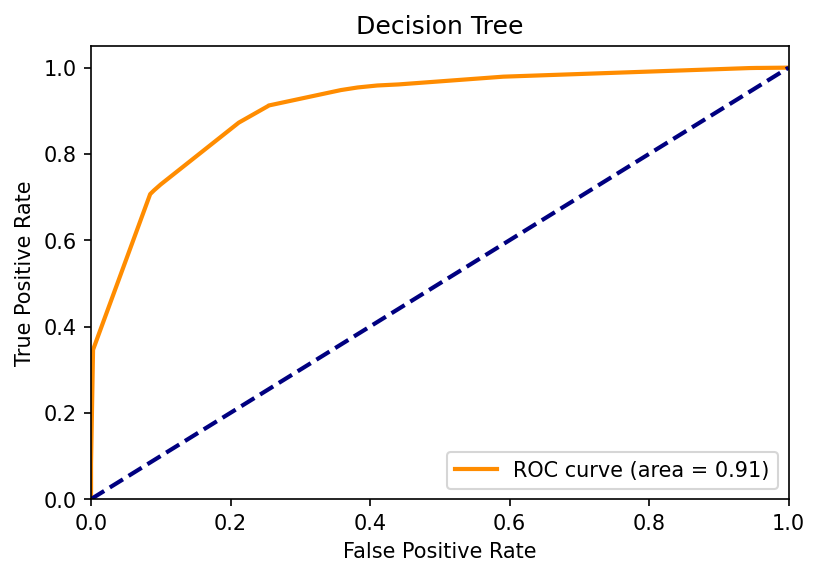 Decision Tree
1.0
0.8
0.6
0.4
0.2
0.0
True Positive Rate
ROC curve (area = 0.91)
0.0 0.2 0.4 0.6 0.8 1.0
False Positive Rate